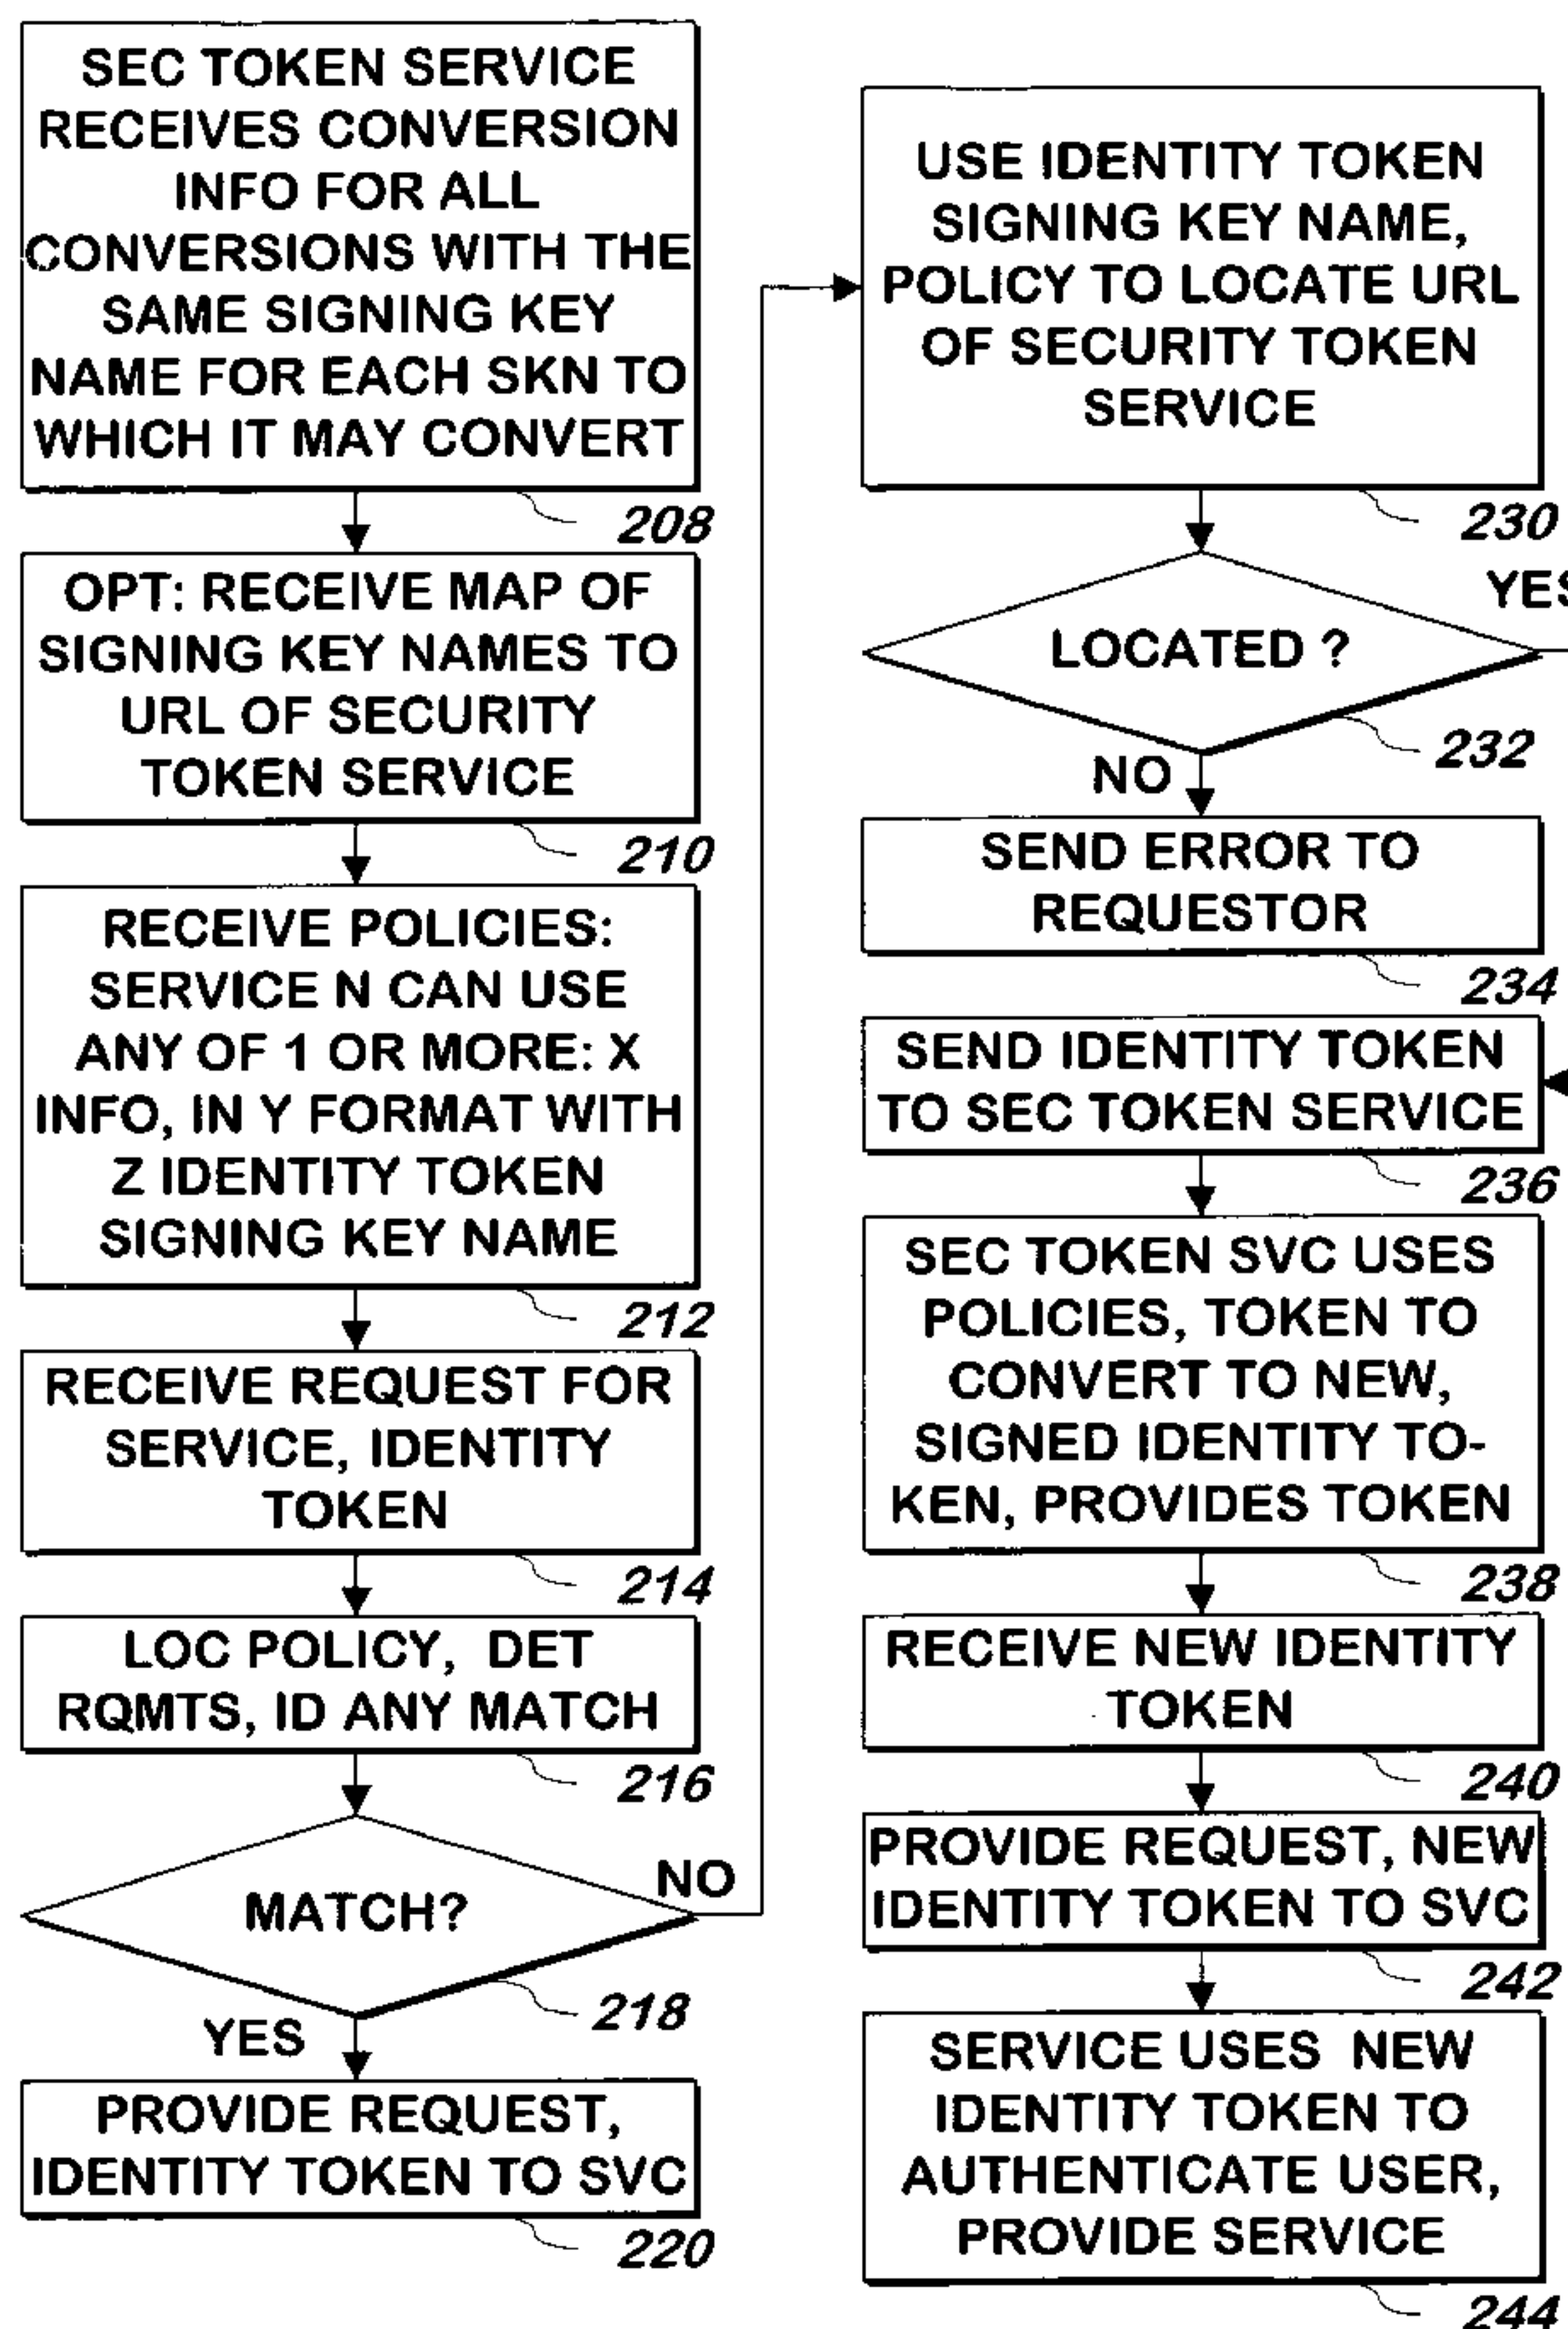 SEC TOKEN SERVICE
RECEIVES CONVERSION
INFO FOR ALL
CONVERSIONS WITH THE
SAME SIGNING KEY
NAME FOR EACH SKN TO
WHICH IT MAY CONVERT
208
OPT: RECEIVE MAP OF
SIGNING KEY NAMES TO
URL OF SECURITY
TOKEN SERVICE
210
RECEIVE POLICIES:
SERVICE N CAN USE
ANY OF 1 OR MORE: X
INFO, IN Y FORMAT WITH
Z IDENTITY TOKEN
SIGNING KEY NAME
212
RECEIVE REQUEST FOR
SERVICE, IDENTITY
TOKEN
214
LOC POLICY, DET
RQMTS, ID ANY MATCH
216
MATCH?
NO
218
YES
PROVIDE REQUEST,
IDENTITY TOKEN TO SVC
220
USE IDENTITY TOKEN
SIGNING KEY NAME,
POLICY TO LOCATE URL
OF SECURITY TOKEN
SERVICE
230
YES
LOCATED ?
232
NO
SEND ERROR TO
REQUESTOR
234
SEND IDENTITY TOKEN
TO SEC TOKEN SERVICE
236
SEC TOKEN SVC USES
POLICIES, TOKEN TO
CONVERT TO NEW,
SIGNED IDENTITY TO-
KEN, PROVIDES TOKEN
238
RECEIVE NEW IDENTITY
TOKEN
240
PROVIDE REQUEST, NEW
IDENTITY TOKEN TO SVC
242
SERVICE USES NEW
IDENTITY TOKEN TO
AUTHENTICATE USER,
PROVIDE SERVICE
244